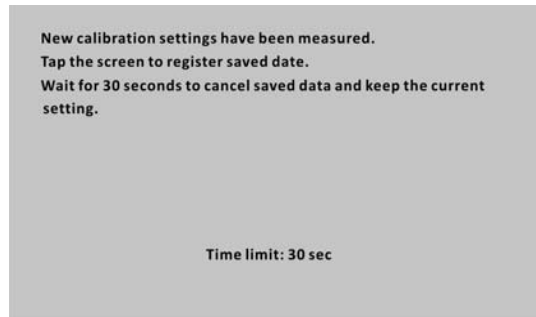 New calibration settings have been measured.
Tap the screen to register saved date.
Wait for 30 seconds to cancel saved data and keep the current
setting.
Time limit: 30 sec